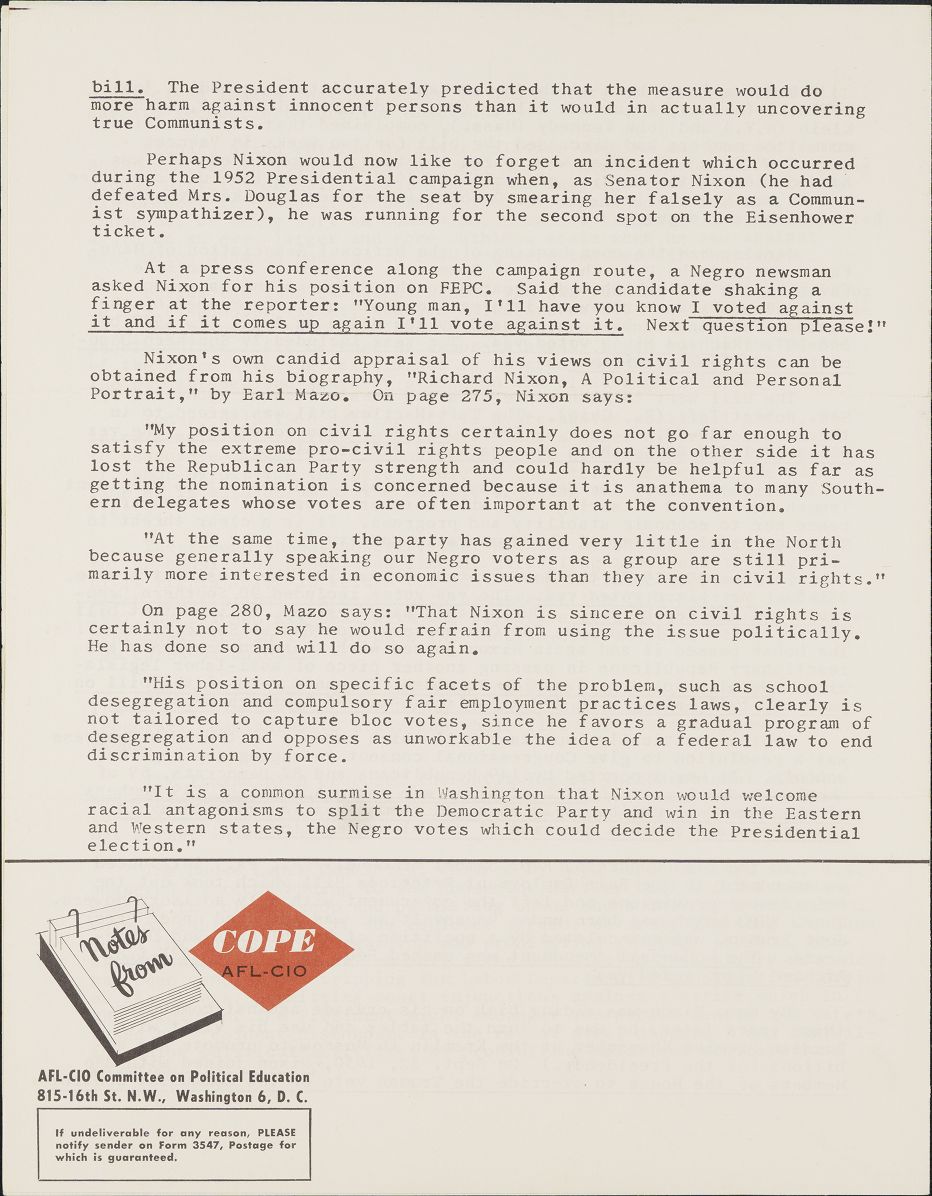 bill. The President accurately predicted that the measure would do
more harm against innocent persons than it would in actually uncovering
true Communists.
Perhaps Nixon would now like to forget an incident which occurred
during the 1952 Presidential campaign when, as Senator Nixon (he had
defeated Mrs. Douglas for the seat by smearing her falsely as a Commun-
ist sympathizer), he was running for the second spot on the Eisenhower
ticket.
At a press conference along the campaign route, a Negro newsman
asked Nixon for his position on FEPC. Said the candidate shaking a
finger at the reporter: "Young man, I'll have you know I voted against
it and if it comes up again I'll vote against it. Next question please!"
Nixon's own candid appraisal of his views on civil rights can be
obtained from his biography, "Richard Nixon, A Political and Personal
Portrait," by Earl Mazo. On page 275, Nixon says:
"My position on civil rights certainly does not go far enough to
satisfy the extreme pro-civil rights people and on the other side it has
lost the Republican Party strength and could hardly be helpful as far as
getting the nomination is concerned because it is anathema to many South-
ern delegates whose votes are often important at the convention.
"At the same time, the party has gained very little in the North
because generally speaking our Negro voters as a group are still pri-
marily more interested in economic issues than they are in civil rights."
On page 280, Mazo says: "That Nixon is sincere on civil rights is
certainly not to say he would refrain from using the issue politically.
He has done so and will do so again.
"His position on specific facets of the problem, such as school
desegregation and compulsory fair employment practices laws, clearly is
not tailored to capture bloc votes, since he favors a gradual program of
desegregation and opposes as unworkable the idea of a federal law to end
discrimination by force.
"It is a common surmise in Washington that Nixon would welcome
racial antagonisms to split the Democratic Party and win in the Eastern
and Western states, the Negro votes which could decide the Presidential
election."
Notes
from
COPE
AFL-CIO
AFL-CIO Committee on Political Education
815-16th St. N.W., Washington 6, D. C.
If undeliverable for any reason, PLEASE
notify sender on Form 3547, Postage for
which is guaranteed.